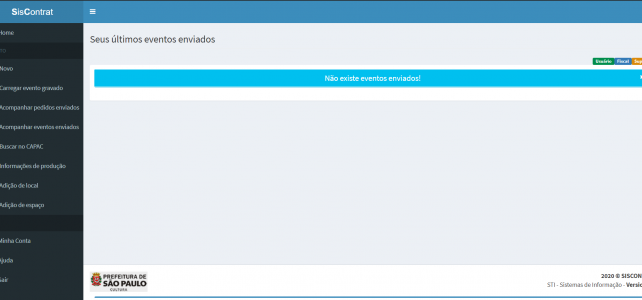 SisContrat
Home
Novo
Carregar evento gravado
Acompanhar pedidos enviados
Acompanhar eventos enviados
Buscar no CAPAC
Informações de produção
Adição de local
Adição de espaço
Minha Conta
Ajuda
Sair
Seus últimos eventos enviados
Usuário Fiscal Sup
Não existe eventos enviados!
PREFEITURA DE
SÃO PAULO
CULTURA
2020 © SISCON
STI - Sistemas de Informação - Versã